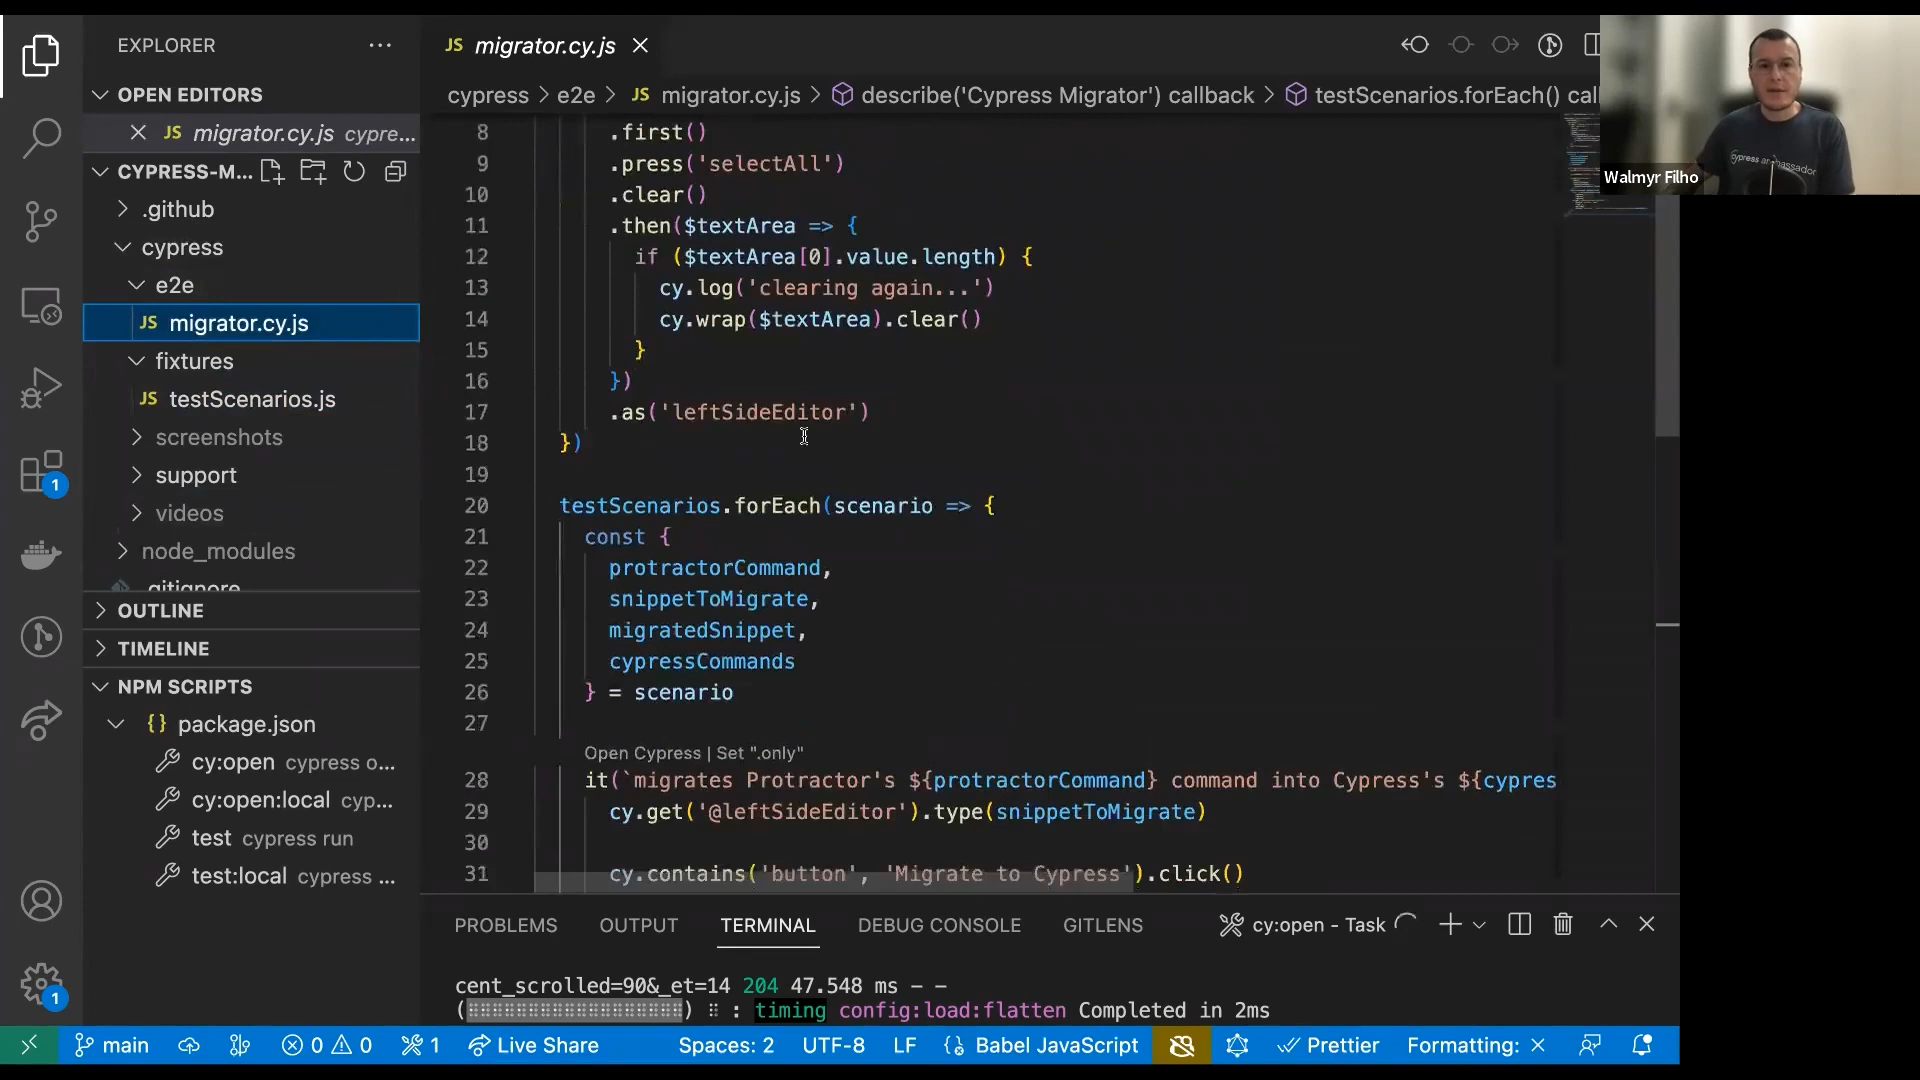 EXPLORER
OPEN EDITORS
JS migrator.cy.js cypre...
CYPRESS-M...
.github
cypress
e2e
JS migrator.cy.js
fixtures
JS testScenarios.js
screenshots
support
videos
node_modules
.gitignore
OUTLINE
TIMELINE
NPM SCRIPTS
{} package.json
cy:open cypress o...
cy:open:local cyp...
test cypress run
test:local cypress ...
1
1
JS migrator.cy.js
cypress > e2e > JS migrator.cy.js > describe('Cypress Migrator') callback > testScenarios.forEach() call
8 .first()
9 .press('selectAll')
10 .clear()
11 .then($textArea => {
12 if ($textArea[0].value.length) {
13 cy.log('clearing again...')
14 cy.wrap($textArea).clear()
15 }
16 })
17 .as('leftSideEditor')
18 })
19
20 testScenarios.forEach(scenario => {
21 const {
22 protractorCommand,
23 snippetToMigrate,
24 migratedSnippet,
25 cypressCommands
26 } = scenario
27
Open Cypress | Set ".only"
28 it(`migrates Protractor's ${protractorCommand} command into Cypress's ${cypres
29 cy.get('@leftSideEditor').type(snippetToMigrate)
30
31 cy.contains('button', 'Migrate to Cypress').click()
PROBLEMS OUTPUT TERMINAL DEBUG CONSOLE GITLENS cy:open - Task
cent_scrolled=90&_et=14 204 47.548 ms - -
( ) ⠿ : timing config:load:flatten Completed in 2ms
main 0 0 1 Live Share Spaces: 2 UTF-8 LF Babel JavaScript Prettier Formatting: ×
cypress ambassador
Walmyr Filho